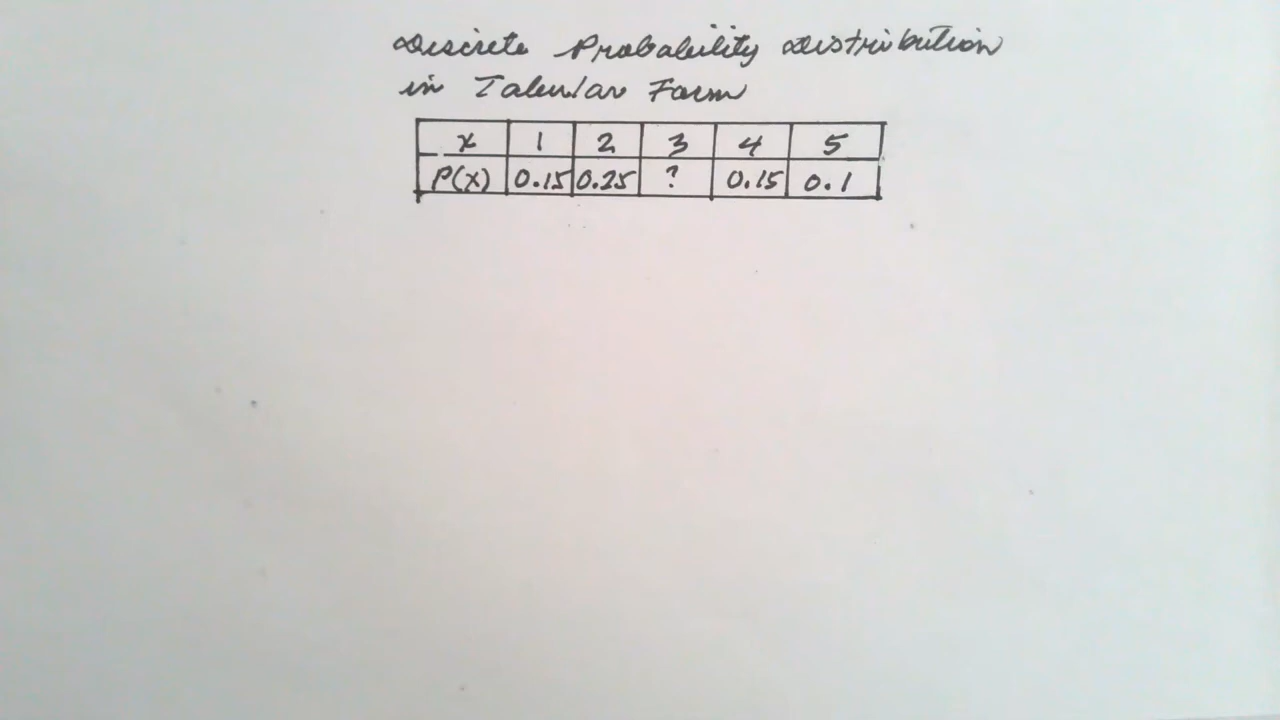 Discrete Probability Distribution
in Tabular Form
x 1 2 3 4 5
P(x) 0.15 0.25 ? 0.15 0.1